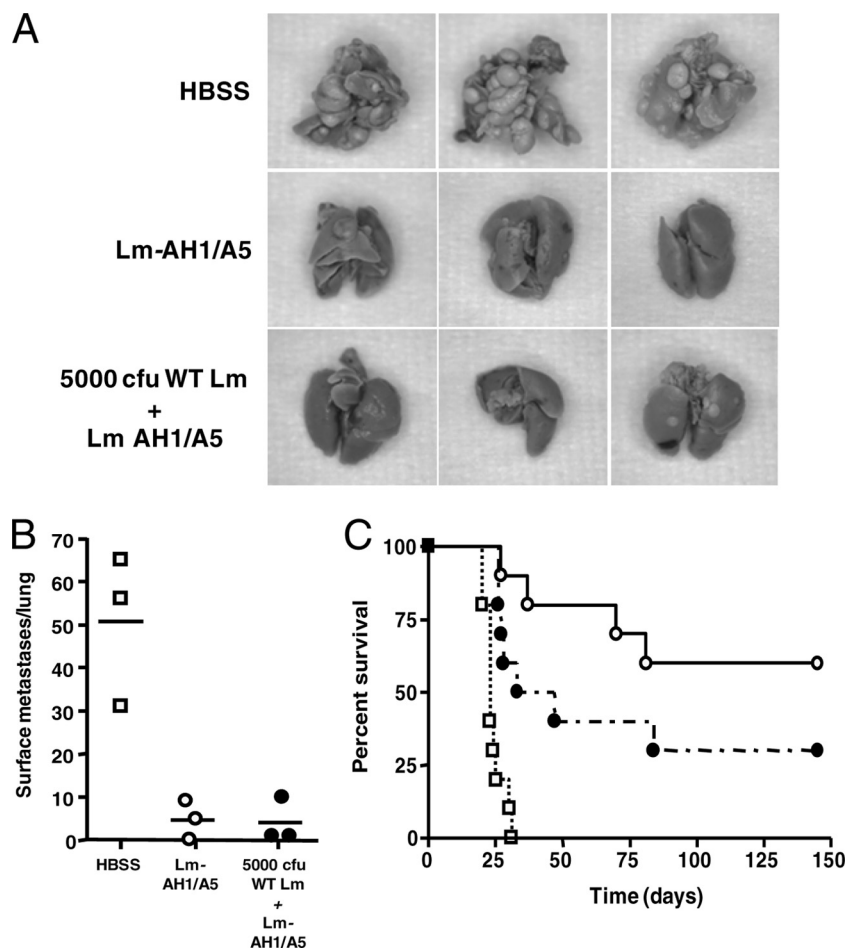 A
HBSS
Lm-AH1/A5
5000 cfu WT Lm
+
Lm AH1/A5
B
Surface metastases/lung
70
60
50
40
30
20
10
0
HBSS
Lm-
AH1/A5
5000 cfu
WT Lm
+
Lm-
AH1/A5
C
Percent survival
100
75
50
25
0
0
25
50
75
100
125
150
Time (days)